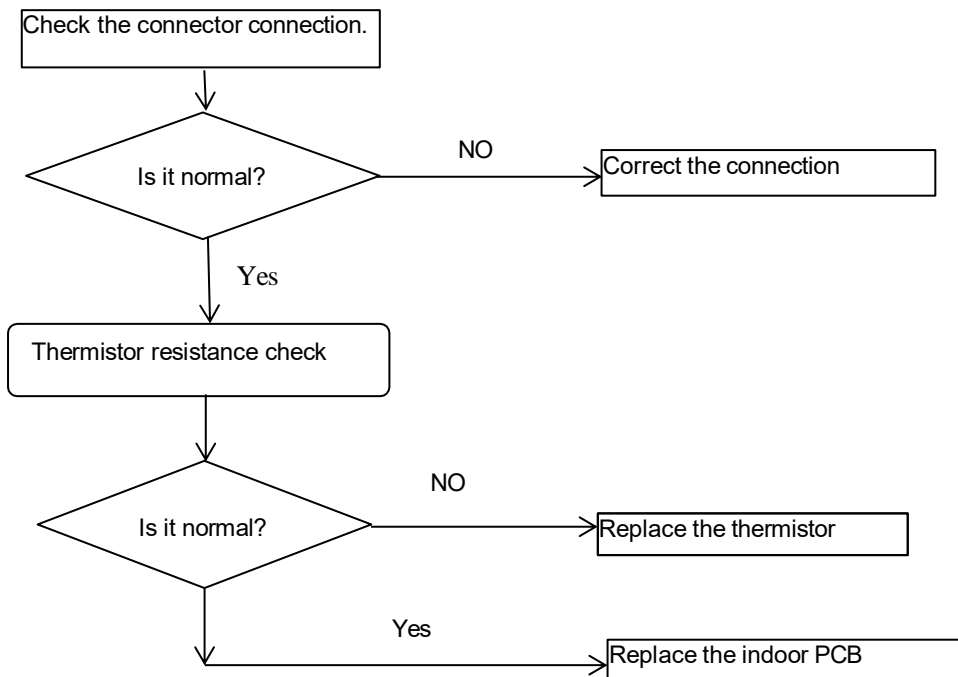 Check the connector connection.
Is it normal?
NO
Correct the connection
Yes
Thermistor resistance check
Is it normal?
NO
Replace the thermistor
Yes
Replace the indoor PCB